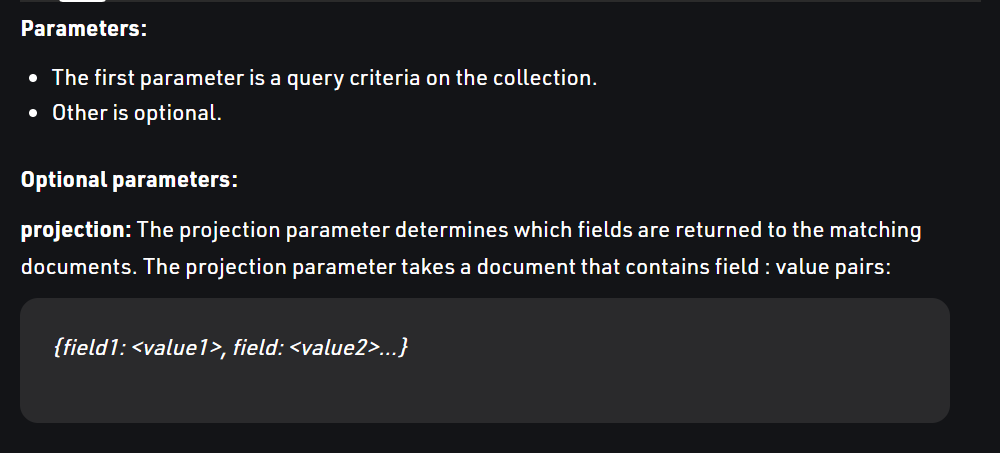 Parameters:
• The first parameter is a query criteria on the collection.
• Other is optional.
Optional parameters:
projection: The projection parameter determines which fields are returned to the matching
documents. The projection parameter takes a document that contains field : value pairs:
{field1: <value1>, field: <value2>...}